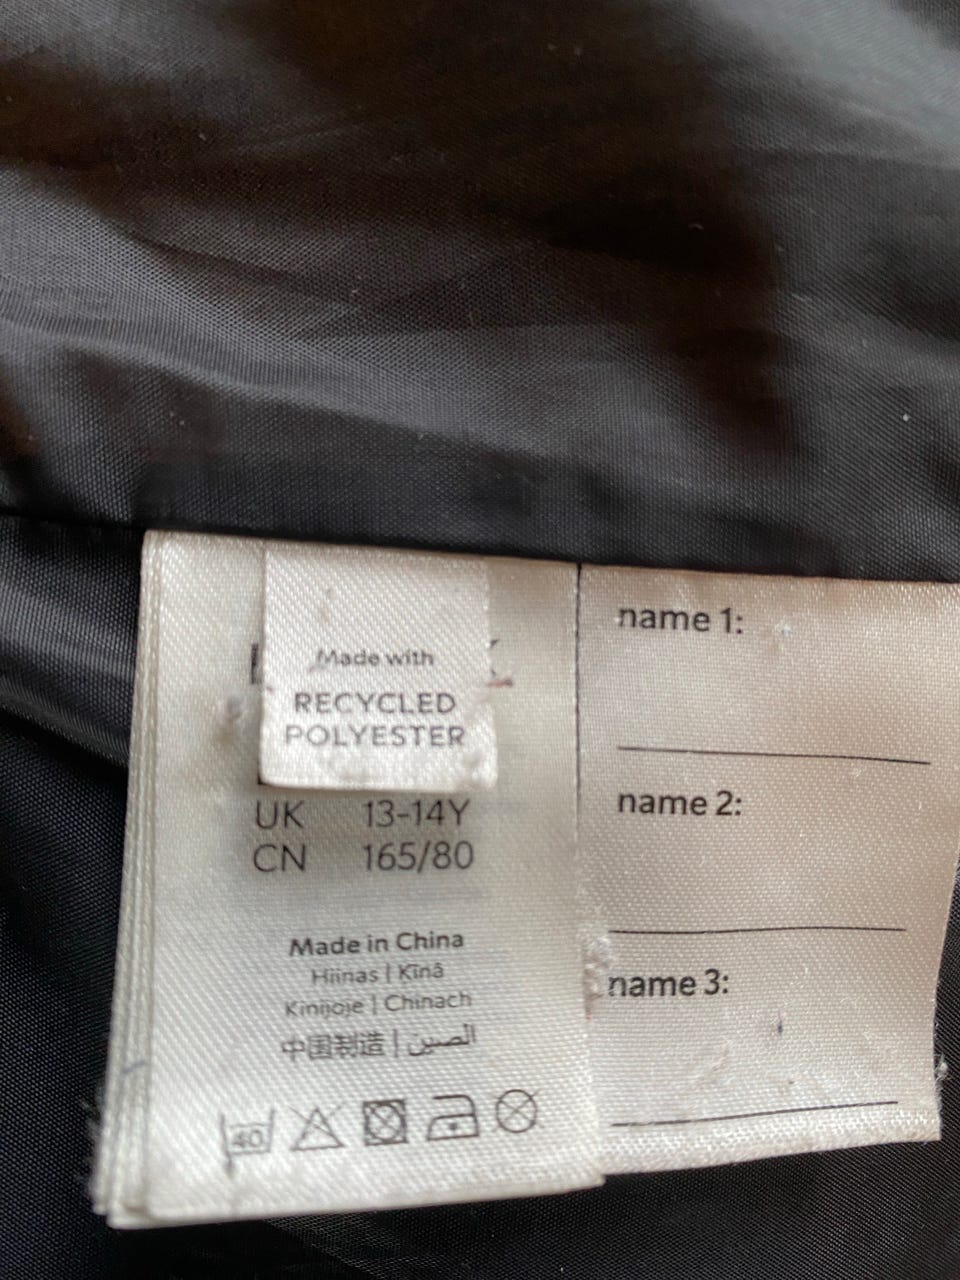 Made with
RECYCLED
POLYESTER
UK 13-14Y
CN 165/80
Made in China
Hiinas | Ķīnā
Kinijoje | Chinach
中国制造 | الصين
40
name 1:
name 2:
name 3: